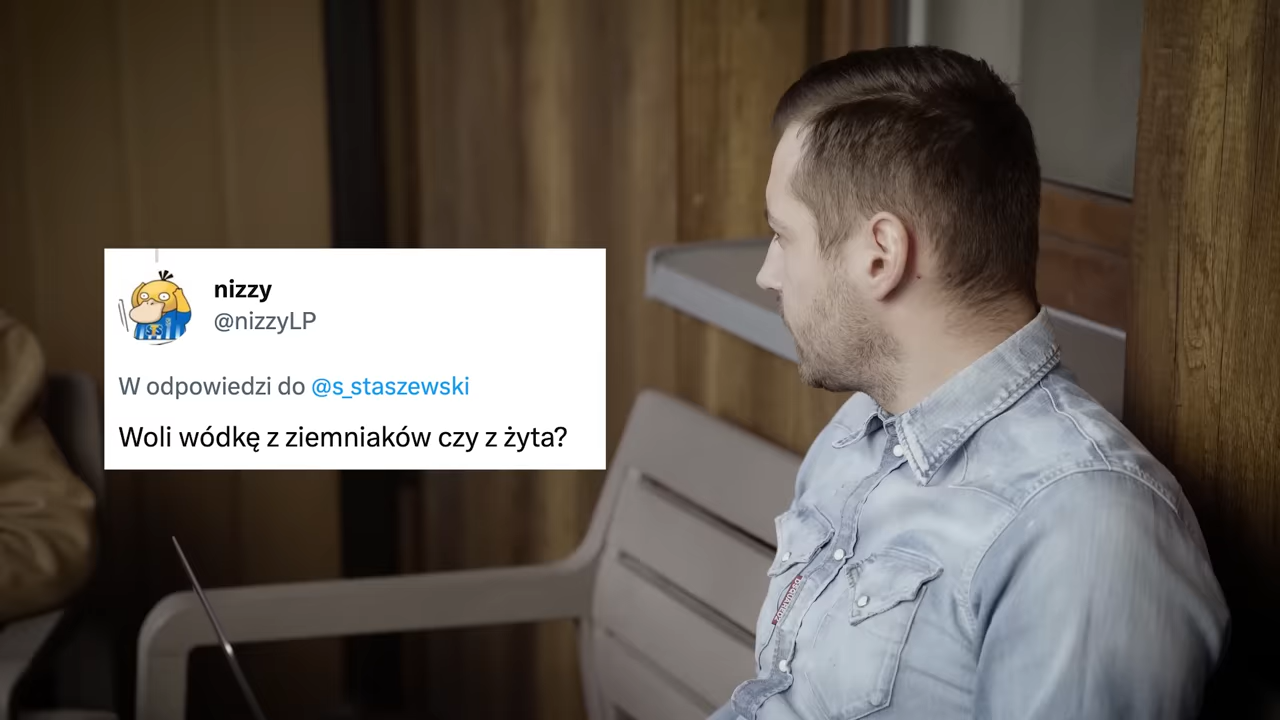 nizzy
@nizzyLP
W odpowiedzi do @s_staszewski
Woli wódkę z ziemniaków czy z żyta?